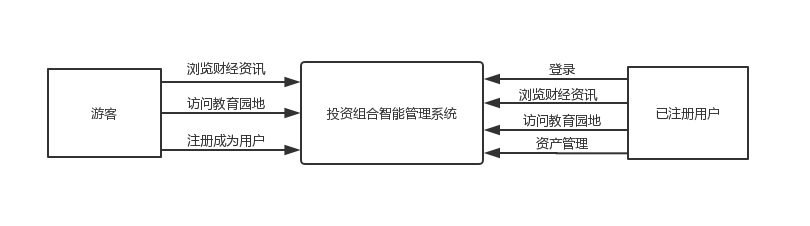 游客
浏览财经资讯
访问教育园地
注册成为用户
投资组合智能管理系统
登录
浏览财经资讯
访问教育园地
资产管理
已注册用户